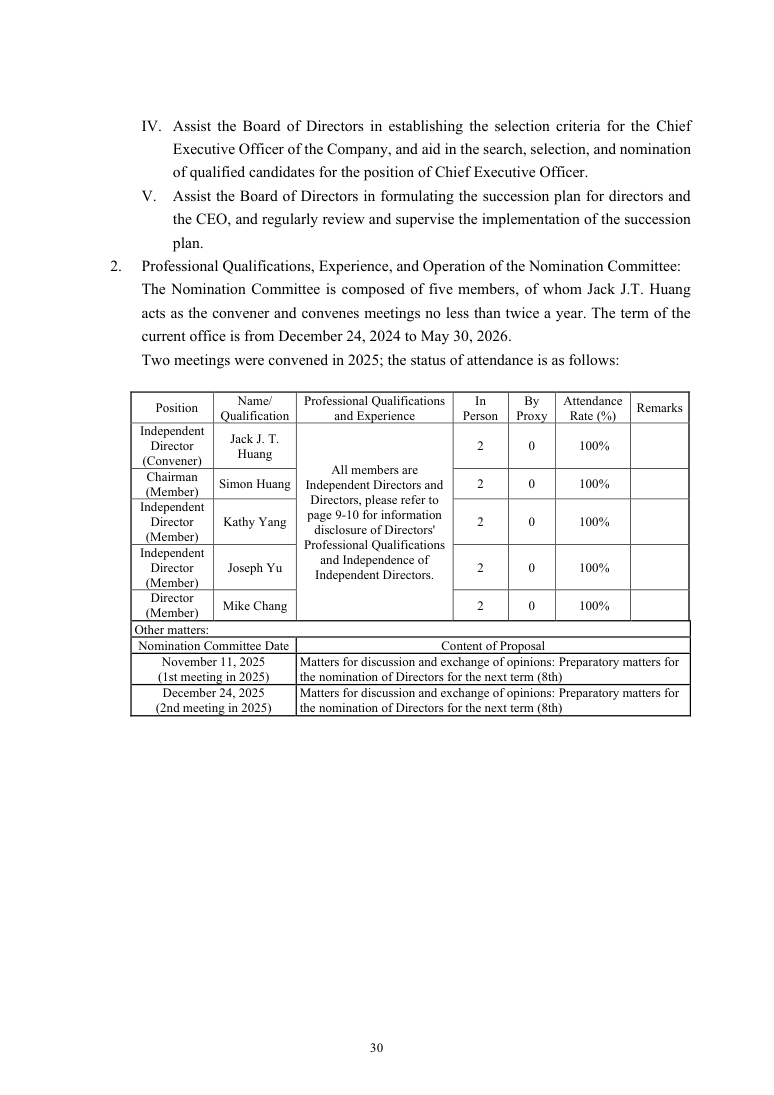 IV. Assist the Board of Directors in establishing the selection criteria for the Chief
Executive Officer of the Company, and aid in the search, selection, and nomination
of qualified candidates for the position of Chief Executive Officer.
V. Assist the Board of Directors in formulating the succession plan for directors and
the CEO, and regularly review and supervise the implementation of the succession
plan.
2. Professional Qualifications, Experience, and Operation of the Nomination Committee:
The Nomination Committee is composed of five members, of whom Jack J.T. Huang
acts as the convener and convenes meetings no less than twice a year. The term of the
current office is from December 24, 2024 to May 30, 2026.
Two meetings were convened in 2025; the status of attendance is as follows:
Position
Name/
Qualification
Professional Qualifications
and Experience
In
Person
By
Proxy
Attendance
Rate (%)
Remarks
Independent
Director
(Convener)
Jack J. T.
Huang
All members are
Independent Directors and
Directors, please refer to
page 9-10 for information
disclosure of Directors'
Professional Qualifications
and Independence of
Independent Directors.
2
0
100%
Chairman
(Member)
Simon Huang
2
0
100%
Independent
Director
(Member)
Kathy Yang
2
0
100%
Independent
Director
(Member)
Joseph Yu
2
0
100%
Director
(Member)
Mike Chang
2
0
100%
Other matters:
Nomination Committee Date
Content of Proposal
November 11, 2025
(1st meeting in 2025)
Matters for discussion and exchange of opinions: Preparatory matters for
the nomination of Directors for the next term (8th)
December 24, 2025
(2nd meeting in 2025)
Matters for discussion and exchange of opinions: Preparatory matters for
the nomination of Directors for the next term (8th)
30